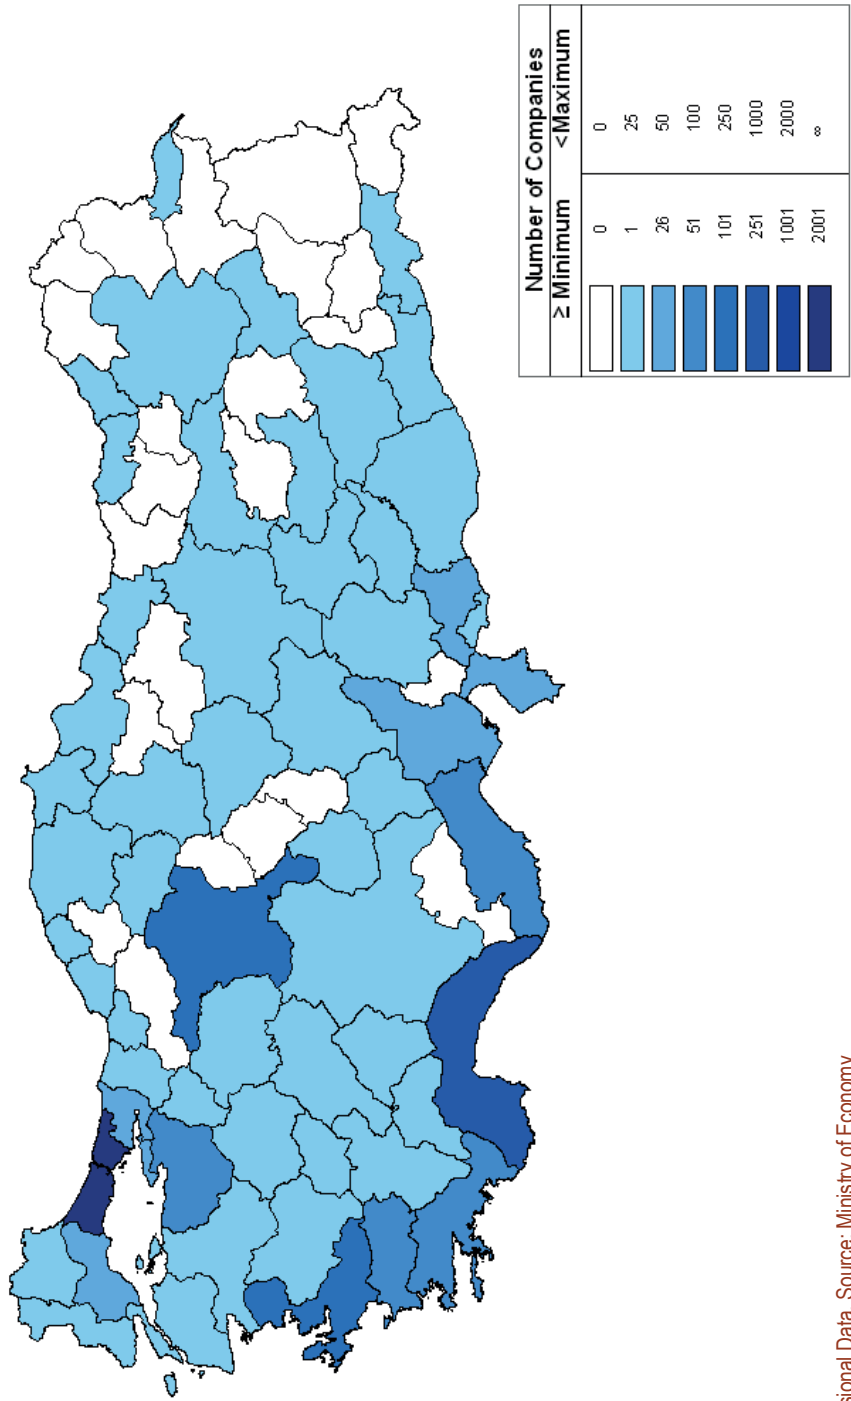 Number of Companies
≥ Minimum <Maximum
0 0
1 25
26 50
51 100
101 250
251 1000
1001 2000
2001 ∞
sional Data, Source: Ministry of Economy